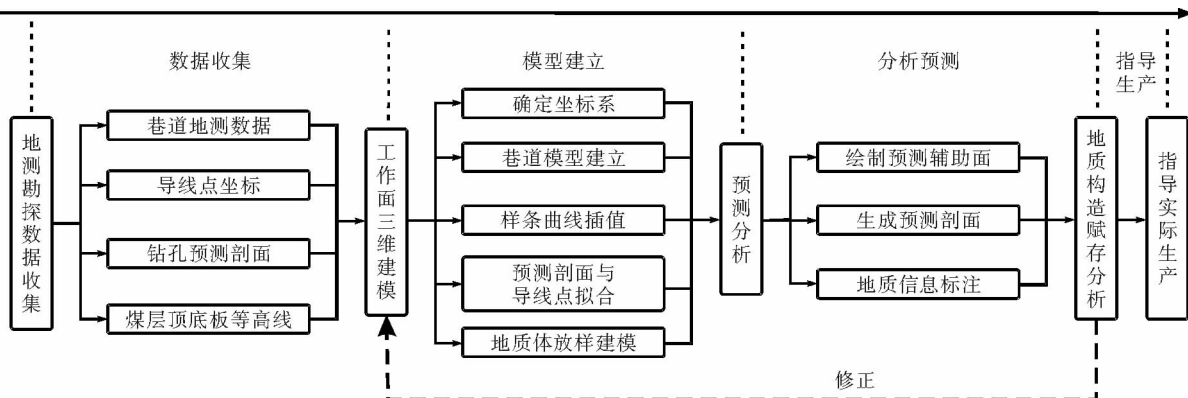 数据收集
模型建立
分析预测
指导
生产
地测勘探数据收集
巷道地测数据
导线点坐标
钻孔预测剖面
煤层顶底板等高线
工作面三维建模
确定坐标系
巷道模型建立
样条曲线插值
预测剖面与
导线点拟合
地质体放样建模
预测分析
绘制预测辅助面
生成预测剖面
地质信息标注
地质构造赋存分析
指导实际生产
修正